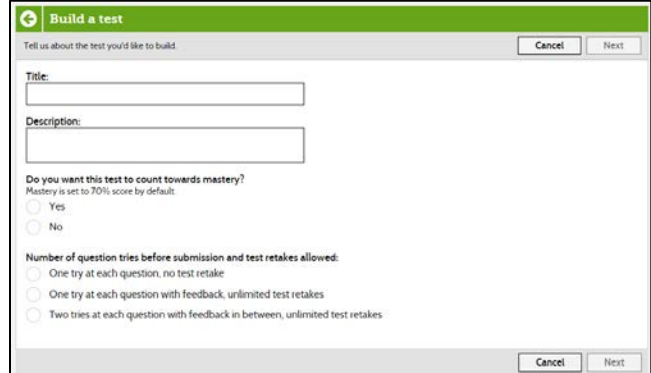 Build a test
Tell us about the test you'd like to build.
Cancel Next
Title:
Description:
Do you want this test to count towards mastery?
Mastery is set to 70% score by default
Yes
No
Number of question tries before submission and test retakes allowed:
One try at each question, no test retake
One try at each question with feedback, unlimited test retakes
Two tries at each question with feedback in between, unlimited test retakes
Cancel Next